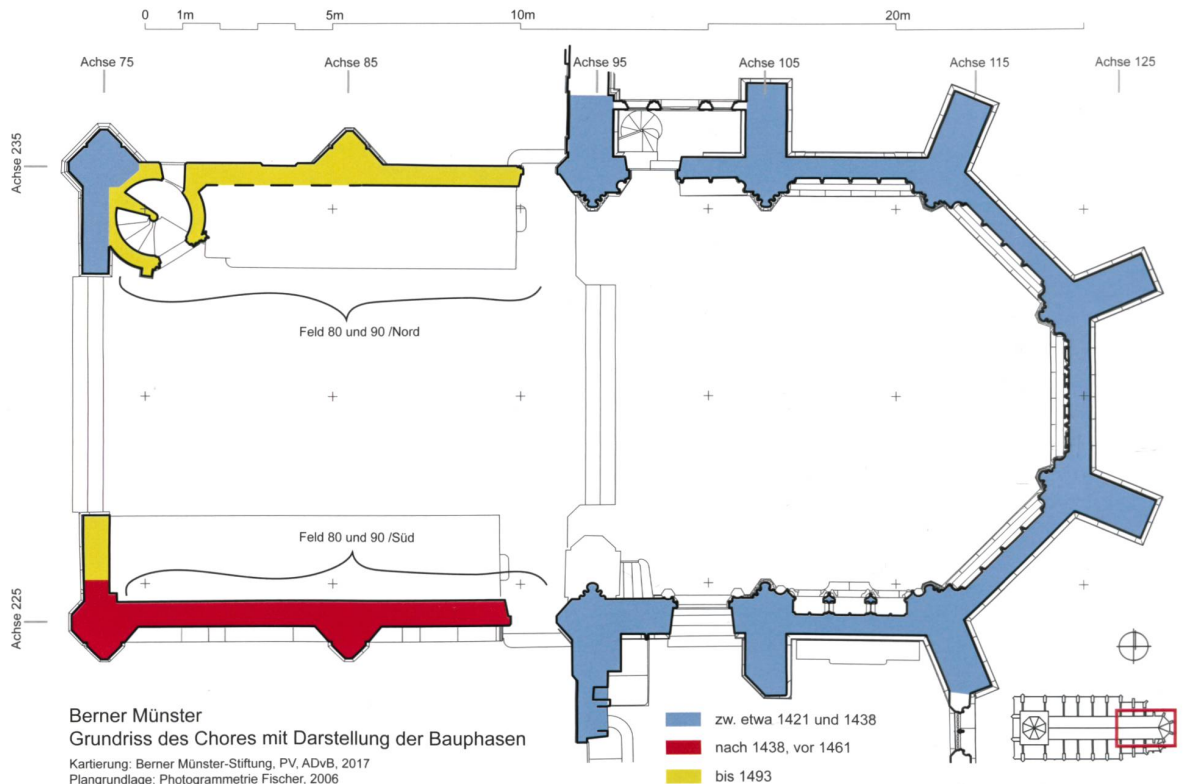 0 1m 5m 10m 20m
Achse 75 Achse 85 Achse 95 Achse 105 Achse 115 Achse 125
Achse 235
Feld 80 und 90 /Nord
Feld 80 und 90 /Süd
Achse 225
Berner Münster
Grundriss des Chores mit Darstellung der Bauphasen
Kartierung: Berner Münster-Stiftung, PV, ADvB, 2017
Plangrundlage: Photogrammetrie Fischer, 2006
zw. etwa 1421 und 1438
nach 1438, vor 1461
bis 1493